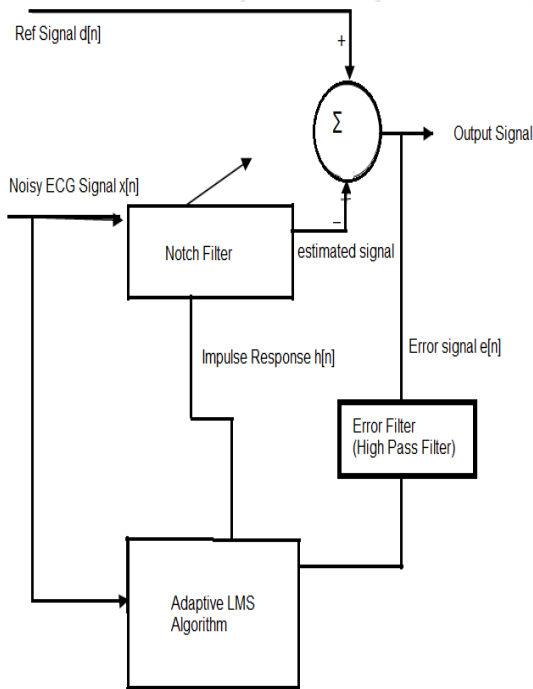 Ref Signal d[n]
+
Σ
Output Signal
Noisy ECG Signal x[n]
+
−
Notch Filter
estimated signal
Impulse Response h[n]
Error signal e[n]
Error Filter
(High Pass Filter)
Adaptive LMS
Algorithm